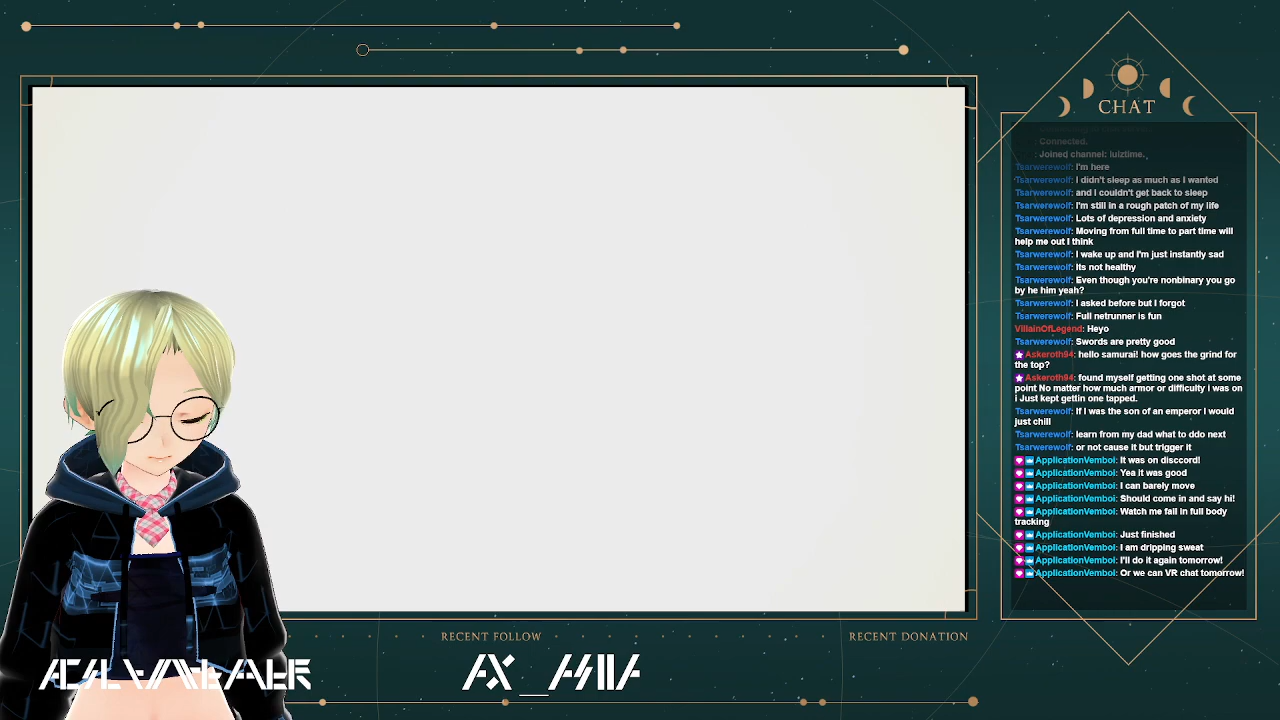 CHAT
: Connected.
: Joined channel: lulztime.
Tsarwerewolf: I'm here
Tsarwerewolf: I didn't sleep as much as I wanted
Tsarwerewolf: and I couldn't get back to sleep
Tsarwerewolf: I'm still in a rough patch of my life
Tsarwerewolf: Lots of depression and anxiety
Tsarwerewolf: Moving from full time to part time will
help me out I think
Tsarwerewolf: I wake up and I'm just instantly sad
Tsarwerewolf: Its not healthy
Tsarwerewolf: Even though you're nonbinary you go
by he him yeah?
Tsarwerewolf: I asked before but I forgot
Tsarwerewolf: Full netrunner is fun
VillainOfLegend: Heyo
Tsarwerewolf: Swords are pretty good
Askeroth94: hello samurai! how goes the grind for
the top?
Askeroth94: found myself getting one shot at some
point No matter how much armor or difficulty i was on
i Just kept gettin one tapped.
Tsarwerewolf: If I was the son of an emperor I would
just chill
Tsarwerewolf: learn from my dad what to ddo next
Tsarwerewolf: or not cause it but trigger it
ApplicationVemboi: It was on disccord!
ApplicationVemboi: Yea it was good
ApplicationVemboi: I can barely move
ApplicationVemboi: Should come in and say hi!
ApplicationVemboi: Watch me fail in full body
tracking
ApplicationVemboi: Just finished
ApplicationVemboi: I am dripping sweat
ApplicationVemboi: I'll do it again tomorrow!
ApplicationVemboi: Or we can VR chat tomorrow!
RECENT FOLLOW
RECENT DONATION